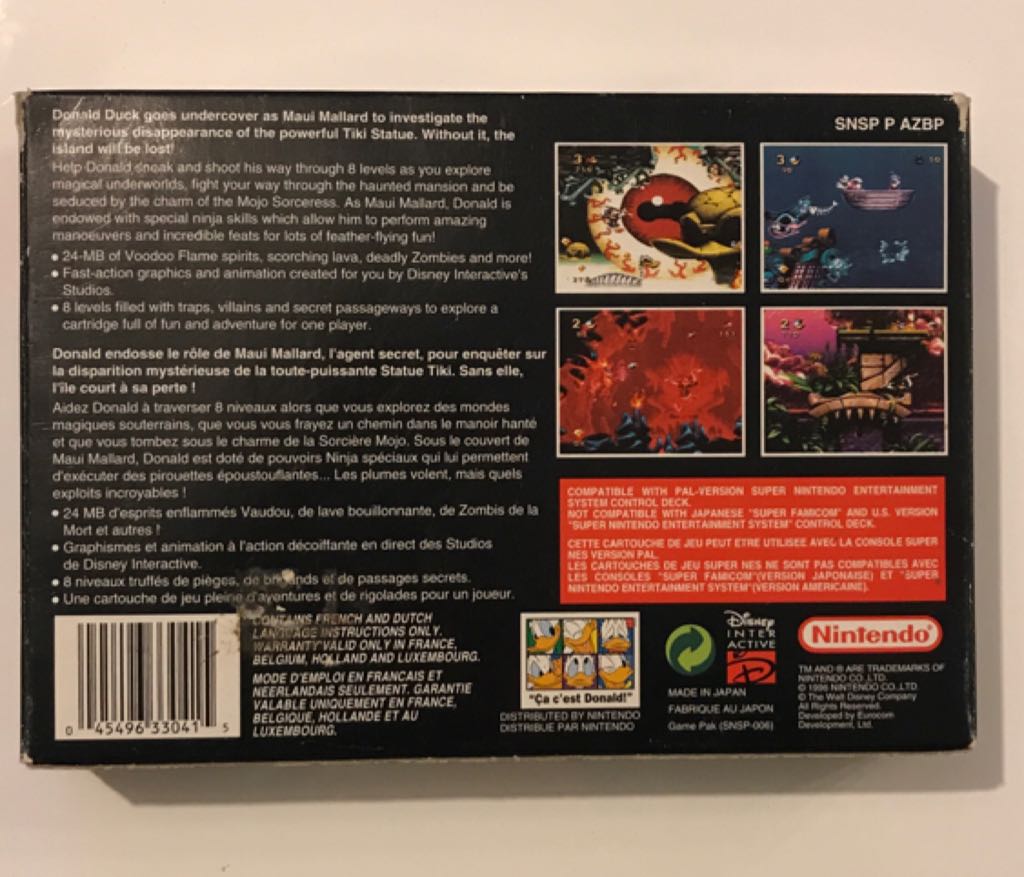 Donald Duck goes undercover as Maui Mallard to investigate the
mysterious disappearance of the powerful Tiki Statue. Without it, the
island will be lost!
Help Donald sneak and shoot his way through 8 levels as you explore
magical underworlds, fight your way through the haunted mansion and be
seduced by the charm of the Mojo Sorceress. As Maui Mallard, Donald is
endowed with special ninja skills which allow him to perform amazing
manoeuvers and incredible feats for lots of feather-flying fun!
• 24-MB of Voodoo Flame spirits, scorching lava, deadly Zombies and more!
• Fast-action graphics and animation created for you by Disney Interactive's
Studios.
• 8 levels filled with traps, villains and secret passageways to explore a
cartridge full of fun and adventure for one player.
Donald endosse le rôle de Maui Mallard, l'agent secret, pour enquêter sur
la disparition mystérieuse de la toute-puissante Statue Tiki. Sans elle,
l'île court à sa perte !
Aidez Donald à traverser 8 niveaux alors que vous explorez des mondes
magiques souterrains, que vous vous frayez un chemin dans le manoir hanté
et que vous tombez sous le charme de la Sorcière Mojo. Sous le couvert de
Maui Mallard, Donald est doté de pouvoirs Ninja spéciaux qui lui permettent
d'exécuter des pirouettes époustouflantes... Les plumes volent, mais quels
exploits incroyables !
• 24 MB d'esprits enflammés Vaudou, de lave bouillonnante, de Zombis de la
Mort et autres !
• Graphismes et animation à l'action décoiffante en direct des Studios
de Disney Interactive.
• 8 niveaux truffés de pièges, de brigands et de passages secrets.
• Une cartouche de jeu pleine d'aventures et de rigolades pour un joueur.
SNSP P AZBP
3
3
10
2
2
COMPATIBLE WITH PAL-VERSION SUPER NINTENDO ENTERTAINMENT
SYSTEM CONTROL DECK.
NOT COMPATIBLE WITH JAPANESE "SUPER FAMICOM" AND U.S. VERSION
"SUPER NINTENDO ENTERTAINMENT SYSTEM" CONTROL DECK.
CETTE CARTOUCHE DE JEU PEUT ETRE UTILISEE AVEC LA CONSOLE SUPER
NES VERSION PAL.
LES CARTOUCHES DE JEU SUPER NES NE SONT PAS COMPATIBLES AVEC
LES CONSOLES "SUPER FAMICOM"(VERSION JAPONAISE) ET "SUPER
NINTENDO ENTERTAINMENT SYSTEM"(VERSION AMERICAINE).
0 45496 33041 5
CONTAINS FRENCH AND DUTCH
LANGUAGE INSTRUCTIONS ONLY.
WARRANTY VALID ONLY IN FRANCE,
BELGIUM, HOLLAND AND LUXEMBOURG.
MODE D'EMPLOI EN FRANCAIS ET
NEERLANDAIS SEULEMENT. GARANTIE
VALABLE UNIQUEMENT EN FRANCE,
BELGIQUE, HOLLANDE ET AU
LUXEMBOURG.
"Ça c'est Donald!"
DISTRIBUTED BY NINTENDO
DISTRIBUE PAR NINTENDO
Disney
INTER
ACTIVE
MADE IN JAPAN
FABRIQUE AU JAPON
Game Pak (SNSP-006)
Nintendo®
TM AND ® ARE TRADEMARKS OF
NINTENDO CO.,LTD.
© 1996 NINTENDO CO.,LTD.
© The Walt Disney Company
All Rights Reserved.
Developed by Eurocom
Development, Ltd.